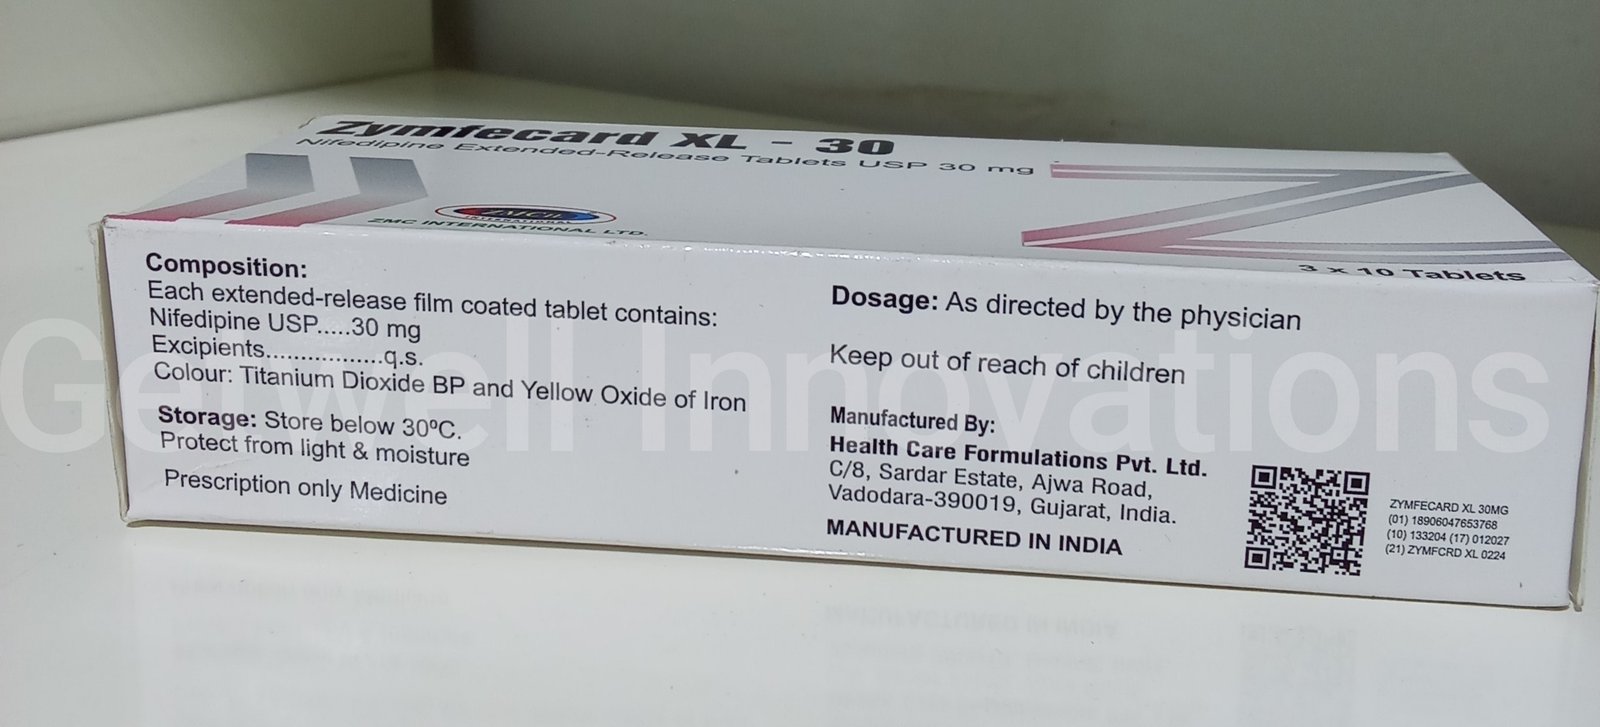 Zymfecard XL - 30
Nifedipine Extended-Release Tablets USP 30 mg
ZMCIL
INTERNATIONAL
ZMC INTERNATIONAL LTD.
3 x 10 Tablets
Composition:
Each extended-release film coated tablet contains:
Nifedipine USP.....30 mg
Excipients.................q.s.
Colour: Titanium Dioxide BP and Yellow Oxide of Iron
Storage: Store below 30ºC.
Protect from light & moisture
Prescription only Medicine
Dosage: As directed by the physician
Keep out of reach of children
Manufactured By:
Health Care Formulations Pvt. Ltd.
C/8, Sardar Estate, Ajwa Road,
Vadodara-390019, Gujarat, India.
MANUFACTURED IN INDIA
ZYMFECARD XL 30MG
(01) 18906047653768
(10) 133204 (17) 012027
(21) ZYMFCRD XL 0224
Getwell Innovations